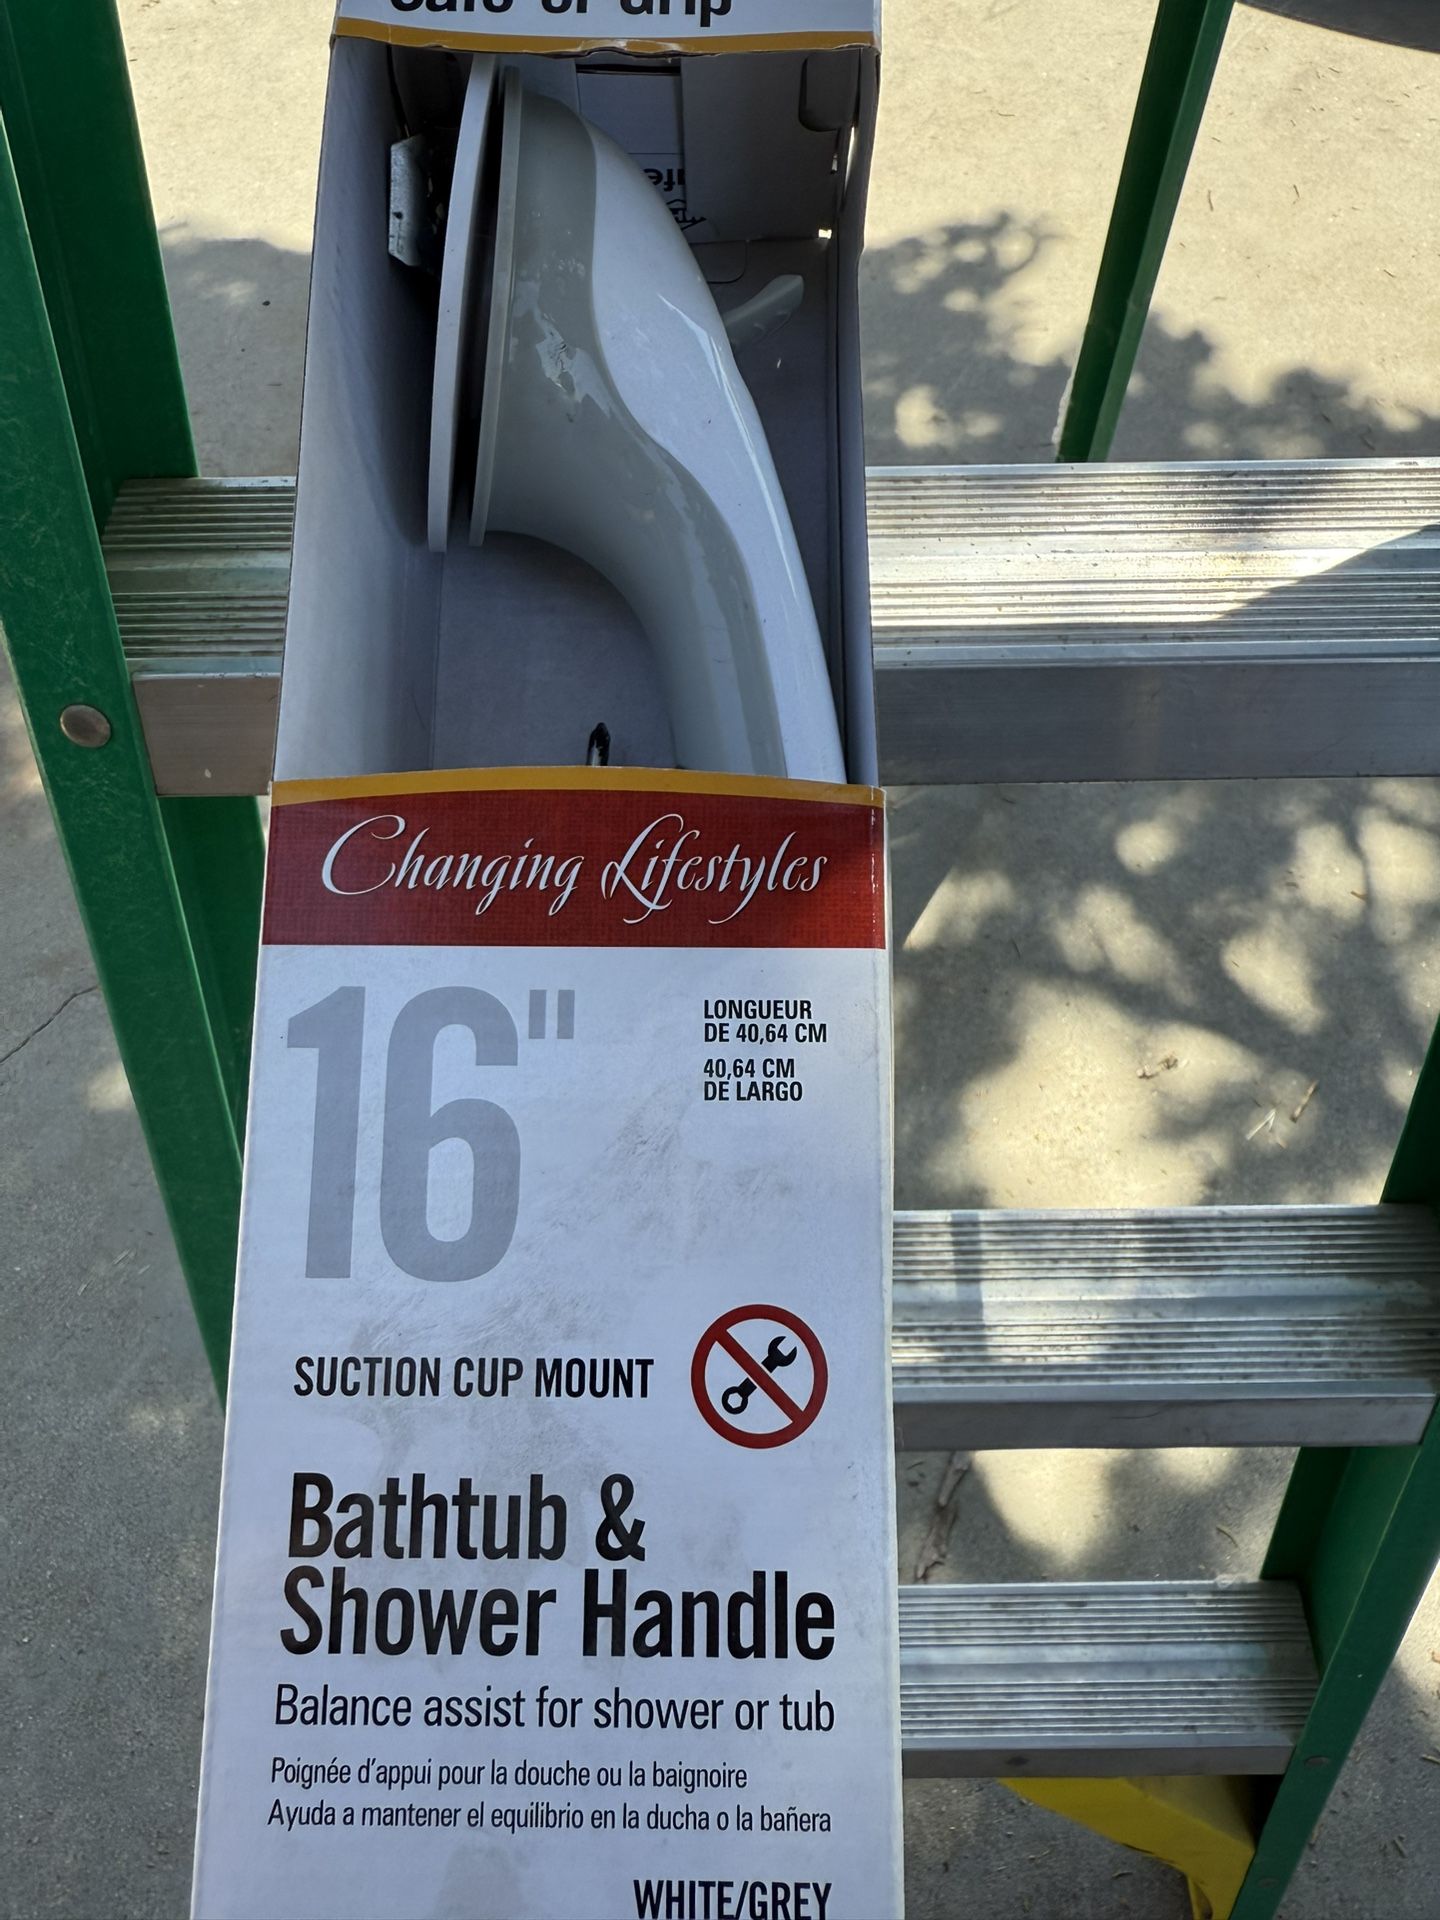 or Grip
Changing Lifestyles
16"
LONGUEUR
DE 40,64 CM
40,64 CM
DE LARGO
SUCTION CUP MOUNT
Bathtub &
Shower Handle
Balance assist for shower or tub
Poignée d'appui pour la douche ou la baignoire
Ayuda a mantener el equilibrio en la ducha o la bañera
WHITE/GREY